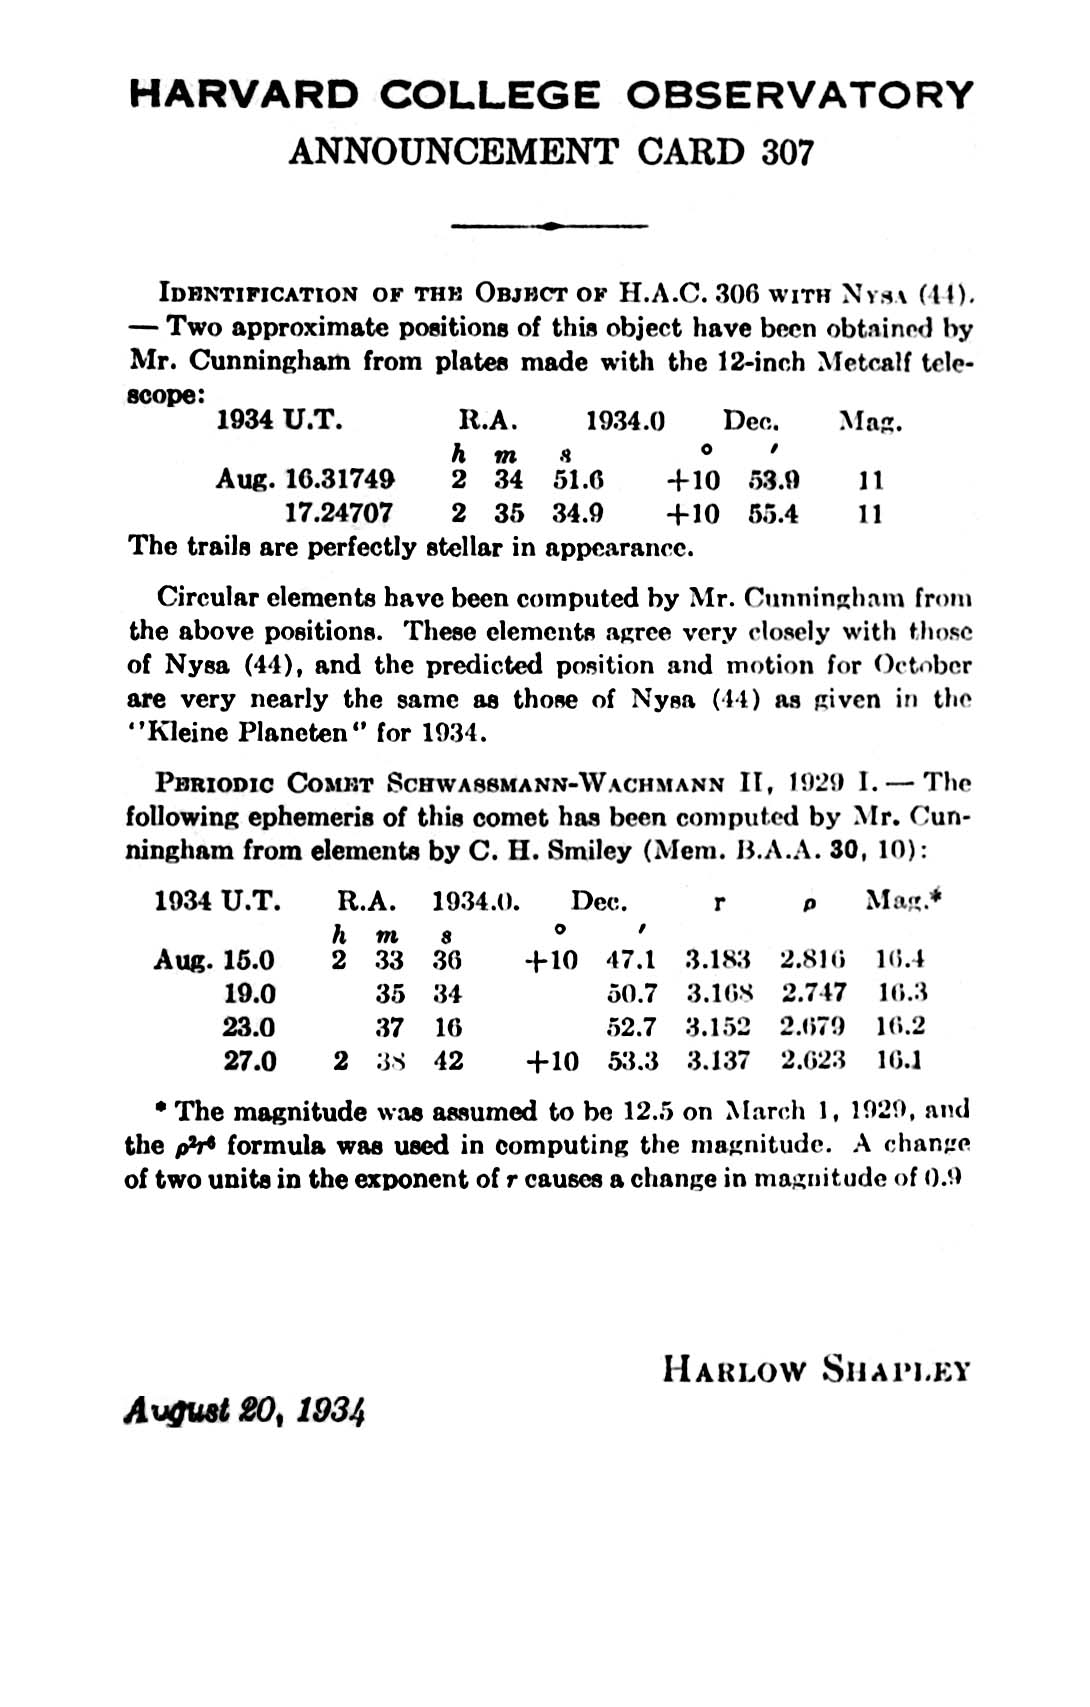 HARVARD COLLEGE OBSERVATORY
ANNOUNCEMENT CARD 307
IDENTIFICATION OF THE OBJECT OF H.A.C. 306 WITH NYSA (44).
— Two approximate positions of this object have been obtained by
Mr. Cunningham from plates made with the 12-inch Metcalf tele-
scope:
1934 U.T. R.A. 1934.0 Dec. Mag.
h m s ° ′
Aug. 16.31749 2 34 51.6 +10 53.9 11
17.24707 2 35 34.9 +10 55.4 11
The trails are perfectly stellar in appearance.
Circular elements have been computed by Mr. Cunningham from
the above positions. These elements agree very closely with those
of Nysa (44), and the predicted position and motion for October
are very nearly the same as those of Nysa (44) as given in the
‘’Kleine Planeten‘’ for 1934.
PERIODIC COMET SCHWASSMANN-WACHMANN II, 1929 I. — The
following ephemeris of this comet has been computed by Mr. Cun-
ningham from elements by C. H. Smiley (Mem. B.A.A. 30, 10):
1934 U.T. R.A. 1934.0. Dec. r ρ Mag.*
h m s ° ′
Aug. 15.0 2 33 36 +10 47.1 3.183 2.816 16.4
19.0 35 34 50.7 3.168 2.747 16.3
23.0 37 16 52.7 3.152 2.679 16.2
27.0 2 38 42 +10 53.3 3.137 2.623 16.1
* The magnitude was assumed to be 12.5 on March 1, 1929, and
the ρ²r⁶ formula was used in computing the magnitude. A change
of two units in the exponent of r causes a change in magnitude of 0.9
HARLOW SHAPLEY
August 20, 1934